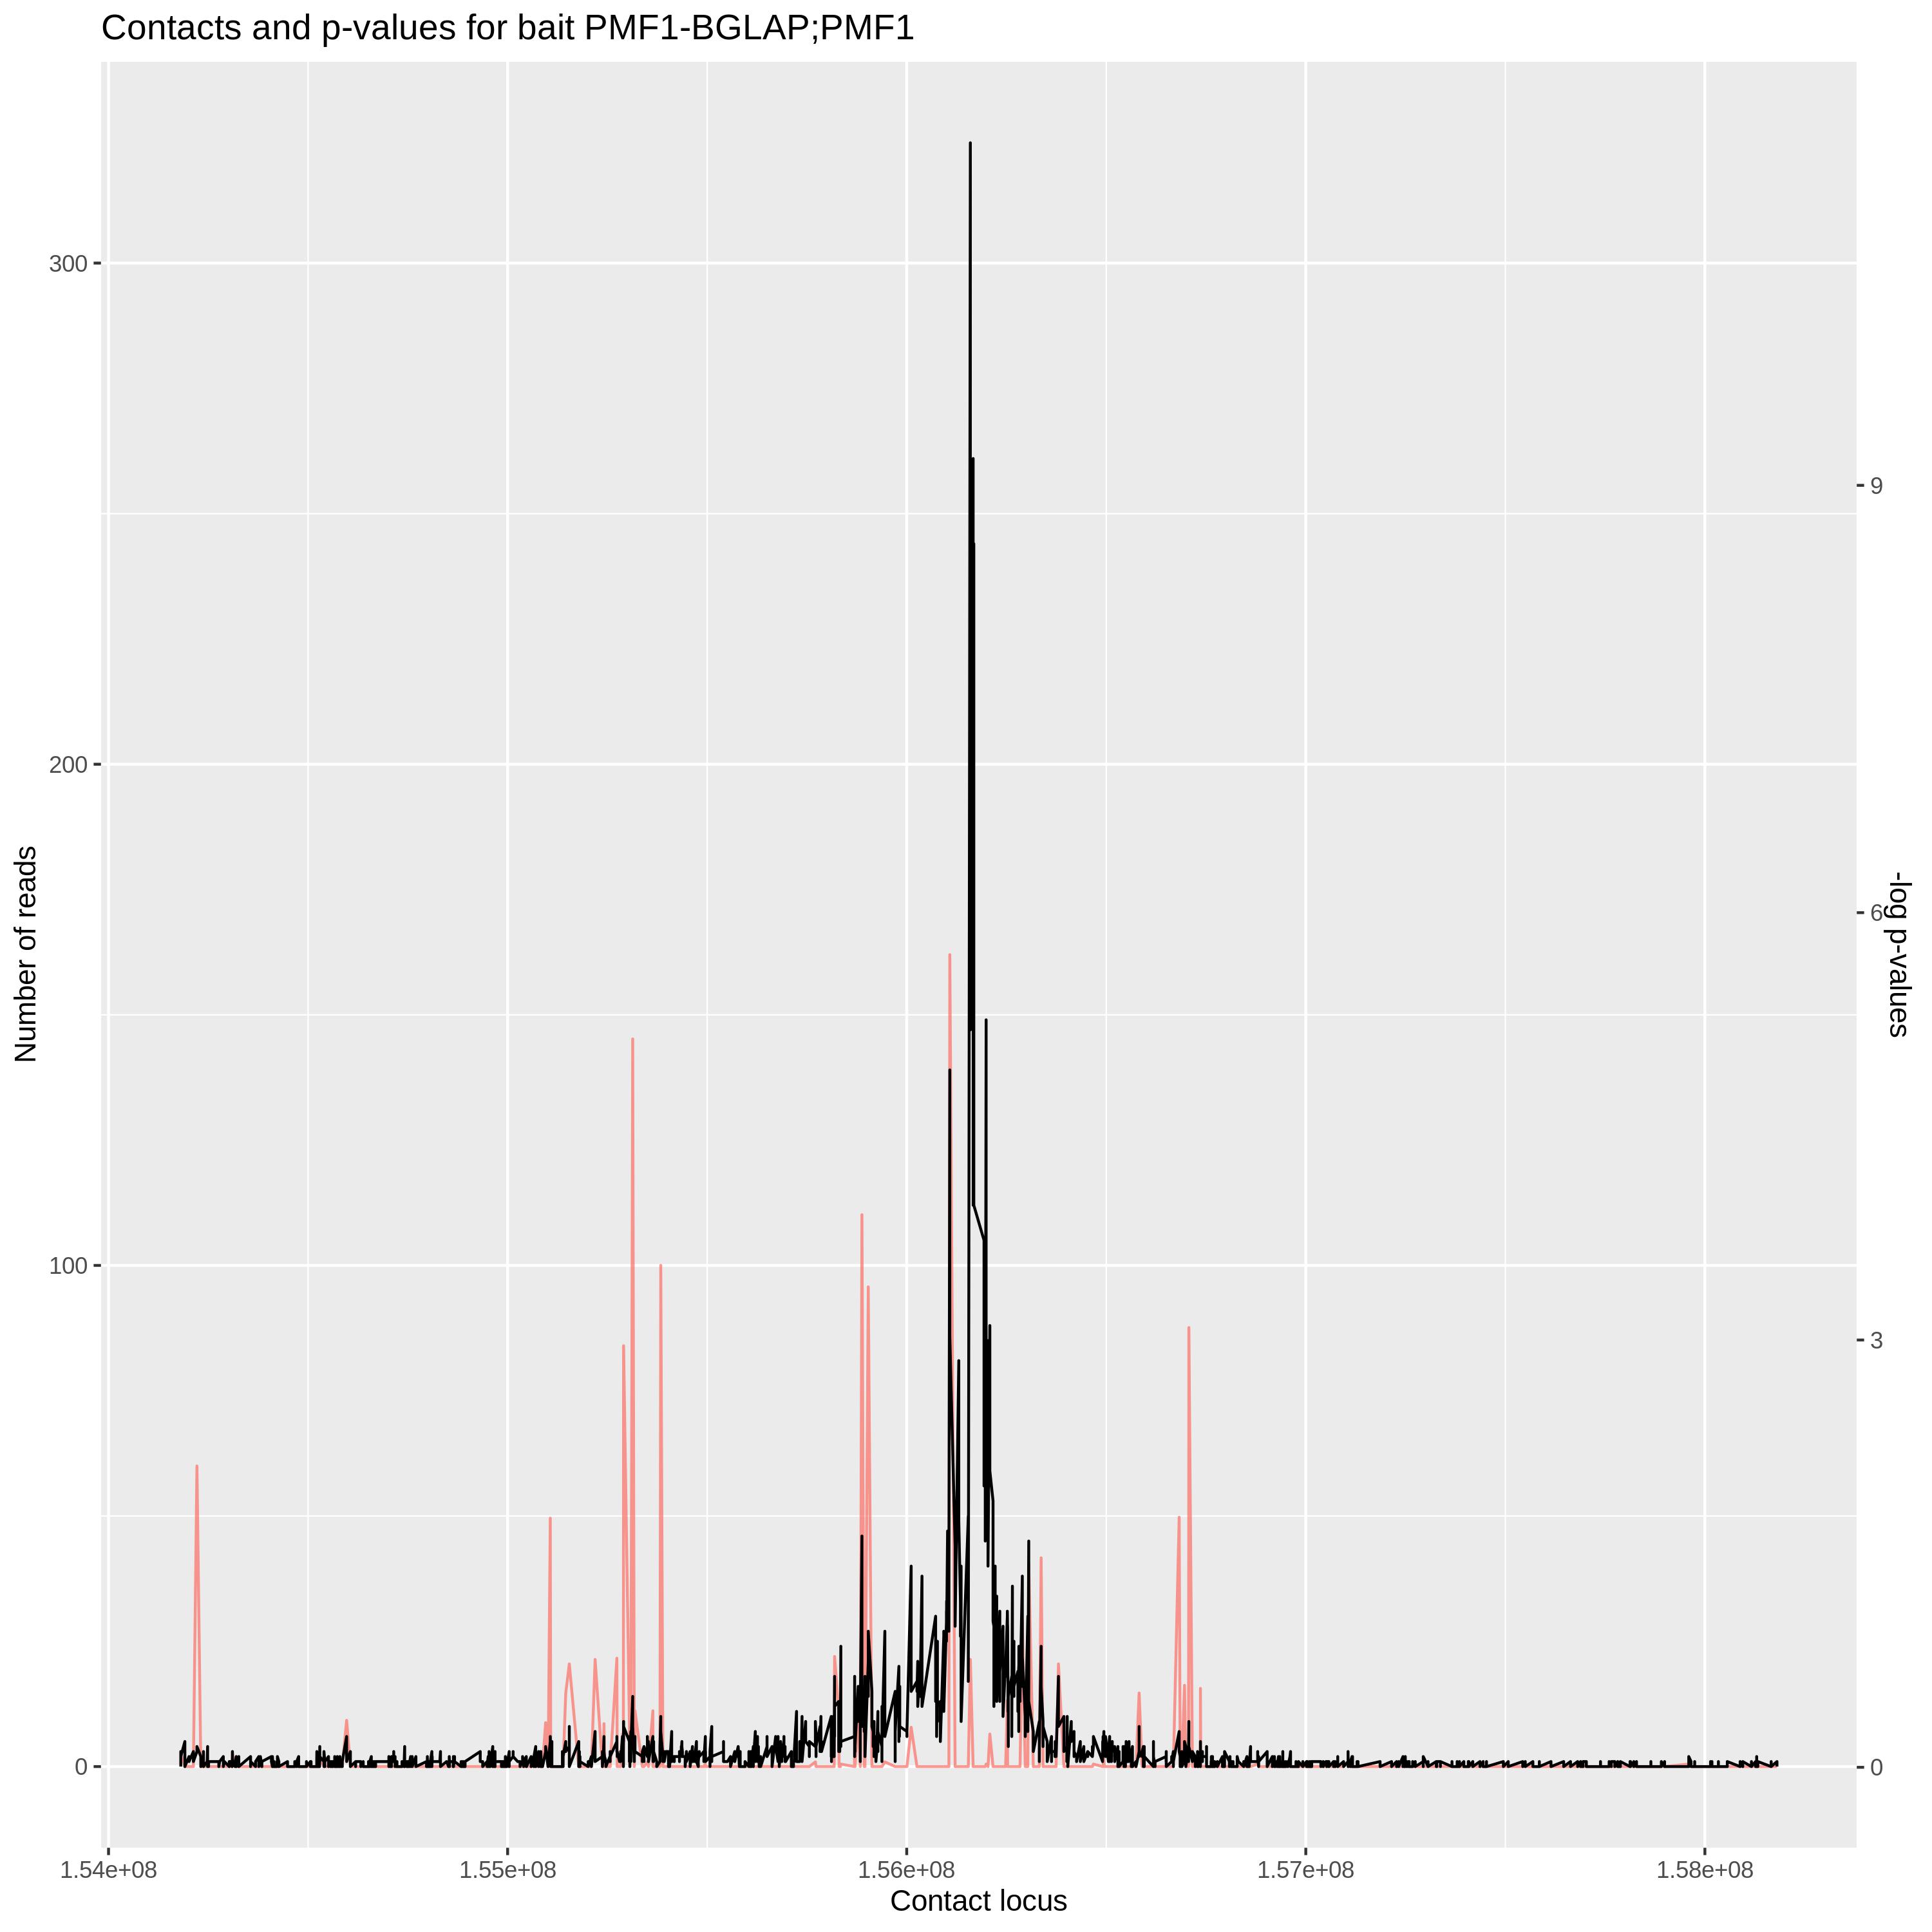 Contacts and p-values for bait PMF1-BGLAP;PMF1
300
200
100
0
Number of reads
9
6
3
0
-log p-values
1.54e+08
1.55e+08
1.56e+08
1.57e+08
1.58e+08
Contact locus